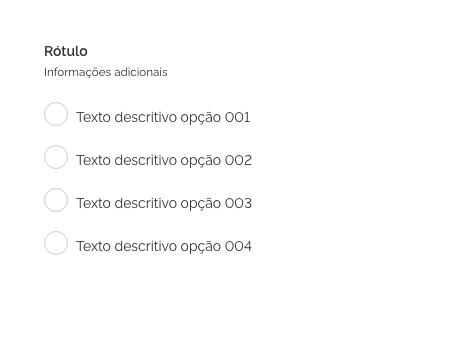 Rótulo
Informações adicionais
Texto descritivo opção 001
Texto descritivo opção 002
Texto descritivo opção 003
Texto descritivo opção 004